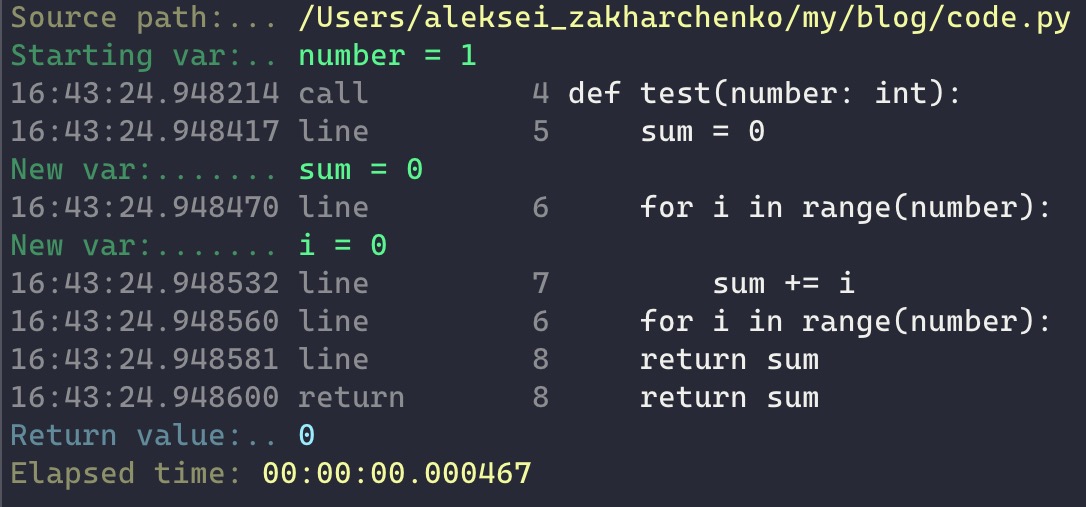 Source path:... /Users/aleksei_zakharchenko/my/blog/code.py
Starting var:.. number = 1
16:43:24.948214 call         4 def test(number: int):
16:43:24.948417 line         5     sum = 0
New var:....... sum = 0
16:43:24.948470 line         6     for i in range(number):
New var:....... i = 0
16:43:24.948532 line         7         sum += i
16:43:24.948560 line         6     for i in range(number):
16:43:24.948581 line         8     return sum
16:43:24.948600 return       8     return sum
Return value:.. 0
Elapsed time: 00:00:00.000467